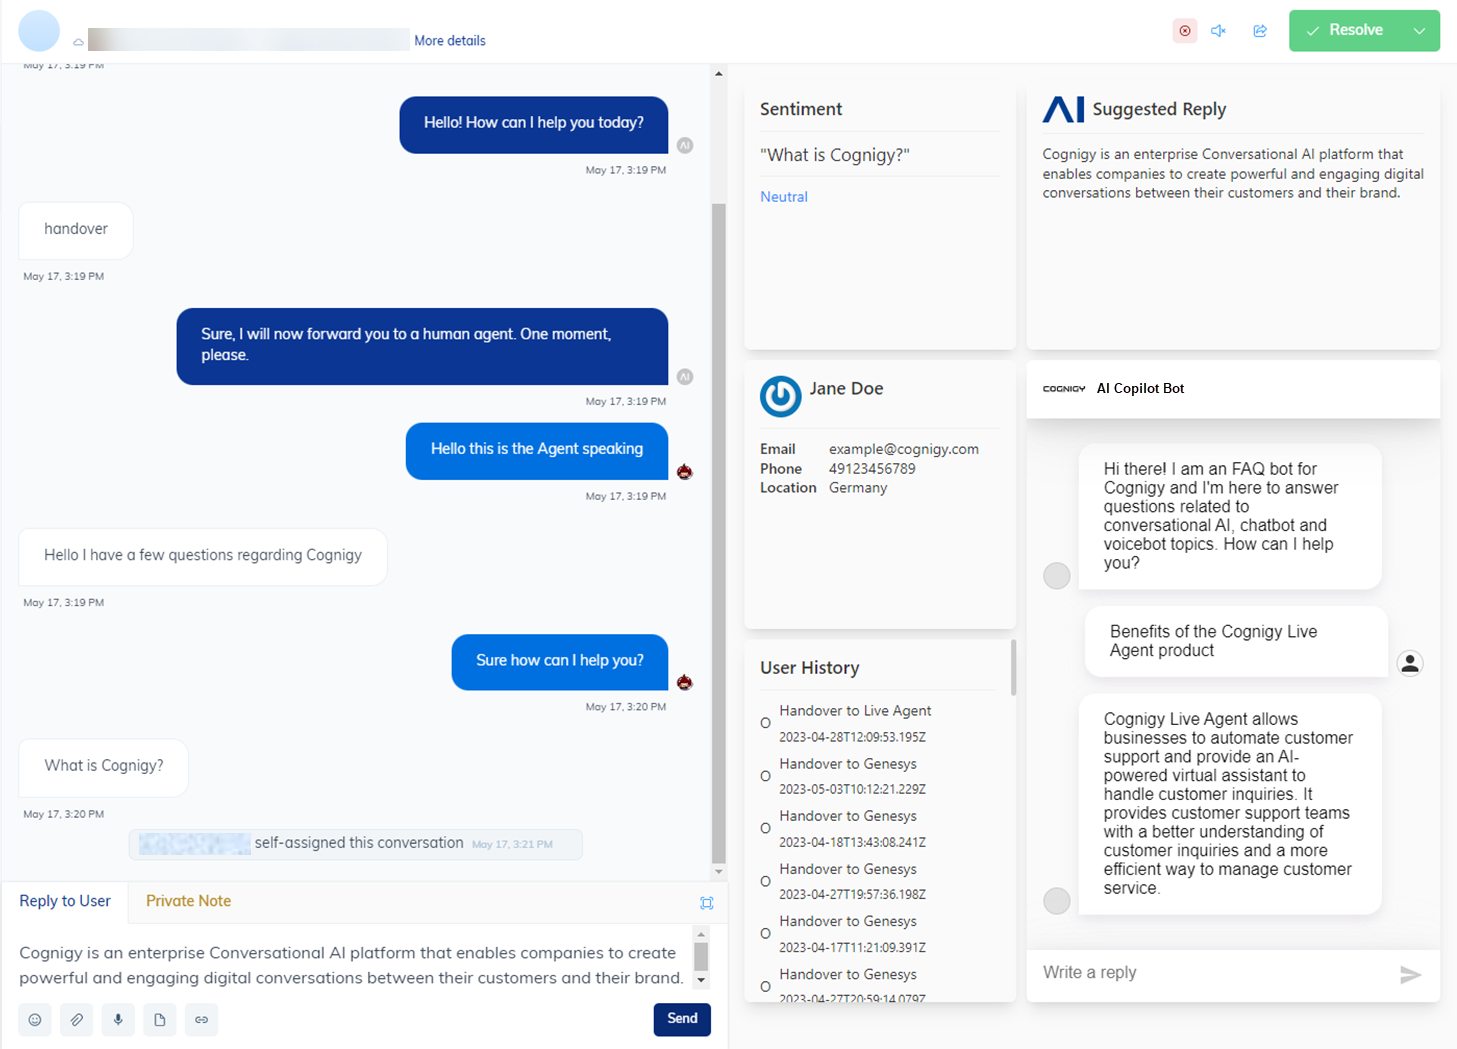 More details
Resolve
May 17, 3:19 PM
Hello! How can I help you today?
AI
May 17, 3:19 PM
handover
May 17, 3:19 PM
Sure, I will now forward you to a human agent. One moment,
please.
AI
May 17, 3:19 PM
Hello this is the Agent speaking
May 17, 3:19 PM
Hello I have a few questions regarding Cognigy
May 17, 3:19 PM
Sure how can I help you?
May 17, 3:20 PM
What is Cognigy?
May 17, 3:20 PM
self-assigned this conversation May 17, 3:21 PM
Reply to User
Private Note
Cognigy is an enterprise Conversational AI platform that enables companies to create
powerful and engaging digital conversations between their customers and their brand.
Send
Sentiment
"What is Cognigy?"
Neutral
AI Suggested Reply
Cognigy is an enterprise Conversational AI platform that
enables companies to create powerful and engaging digital
conversations between their customers and their brand.
Jane Doe
Email example@cognigy.com
Phone 49123456789
Location Germany
User History
Handover to Live Agent
2023-04-28T12:09:53.195Z
Handover to Genesys
2023-05-03T10:12:21.229Z
Handover to Genesys
2023-04-18T13:43:08.241Z
Handover to Genesys
2023-04-27T19:57:36.198Z
Handover to Genesys
2023-04-17T11:21:09.391Z
Handover to Genesys
2023-04-27T20:59:14.079Z
COGNIGY AI Copilot Bot
Hi there! I am an FAQ bot for
Cognigy and I'm here to answer
questions related to
conversational AI, chatbot and
voicebot topics. How can I help
you?
Benefits of the Cognigy Live
Agent product
Cognigy Live Agent allows
businesses to automate customer
support and provide an AI-
powered virtual assistant to
handle customer inquiries. It
provides customer support teams
with a better understanding of
customer inquiries and a more
efficient way to manage customer
service.
Write a reply